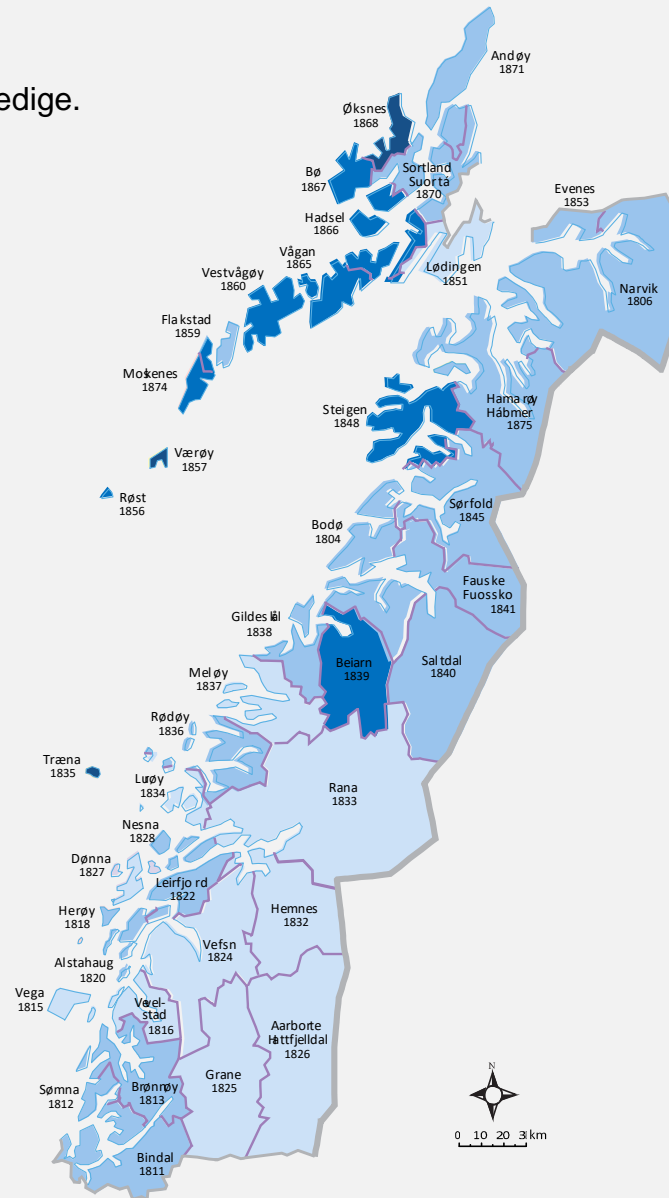 edige.
Andøy
1871
Øksnes
1868
Bø
1867
Sortland
Suortá
1870
Hadsel
1866
Evenes
1853
Vågan
1865
Vestvågøy
1860
Lødingen
1851
Narvik
1806
Flakstad
1859
Moskenes
1874
Steigen
1848
Hamarøy
Hábmer
1875
Værøy
1857
Røst
1856
Sørfold
1845
Bodø
1804
Fauske
Fuossko
1841
Gildeskål
1838
Beiarn
1839
Saltdal
1840
Meløy
1837
Rødøy
1836
Træna
1835
Lurøy
1834
Rana
1833
Nesna
1828
Dønna
1827
Leirfjord
1822
Herøy
1818
Hemnes
1832
Vefsn
1824
Alstahaug
1820
Vega
1815
Vevel-
stad
1816
Aarborte
Hattfjelldal
1826
Grane
1825
Sømna
1812
Brønnøy
1813
Bindal
1811
N
0 10 20 30 km